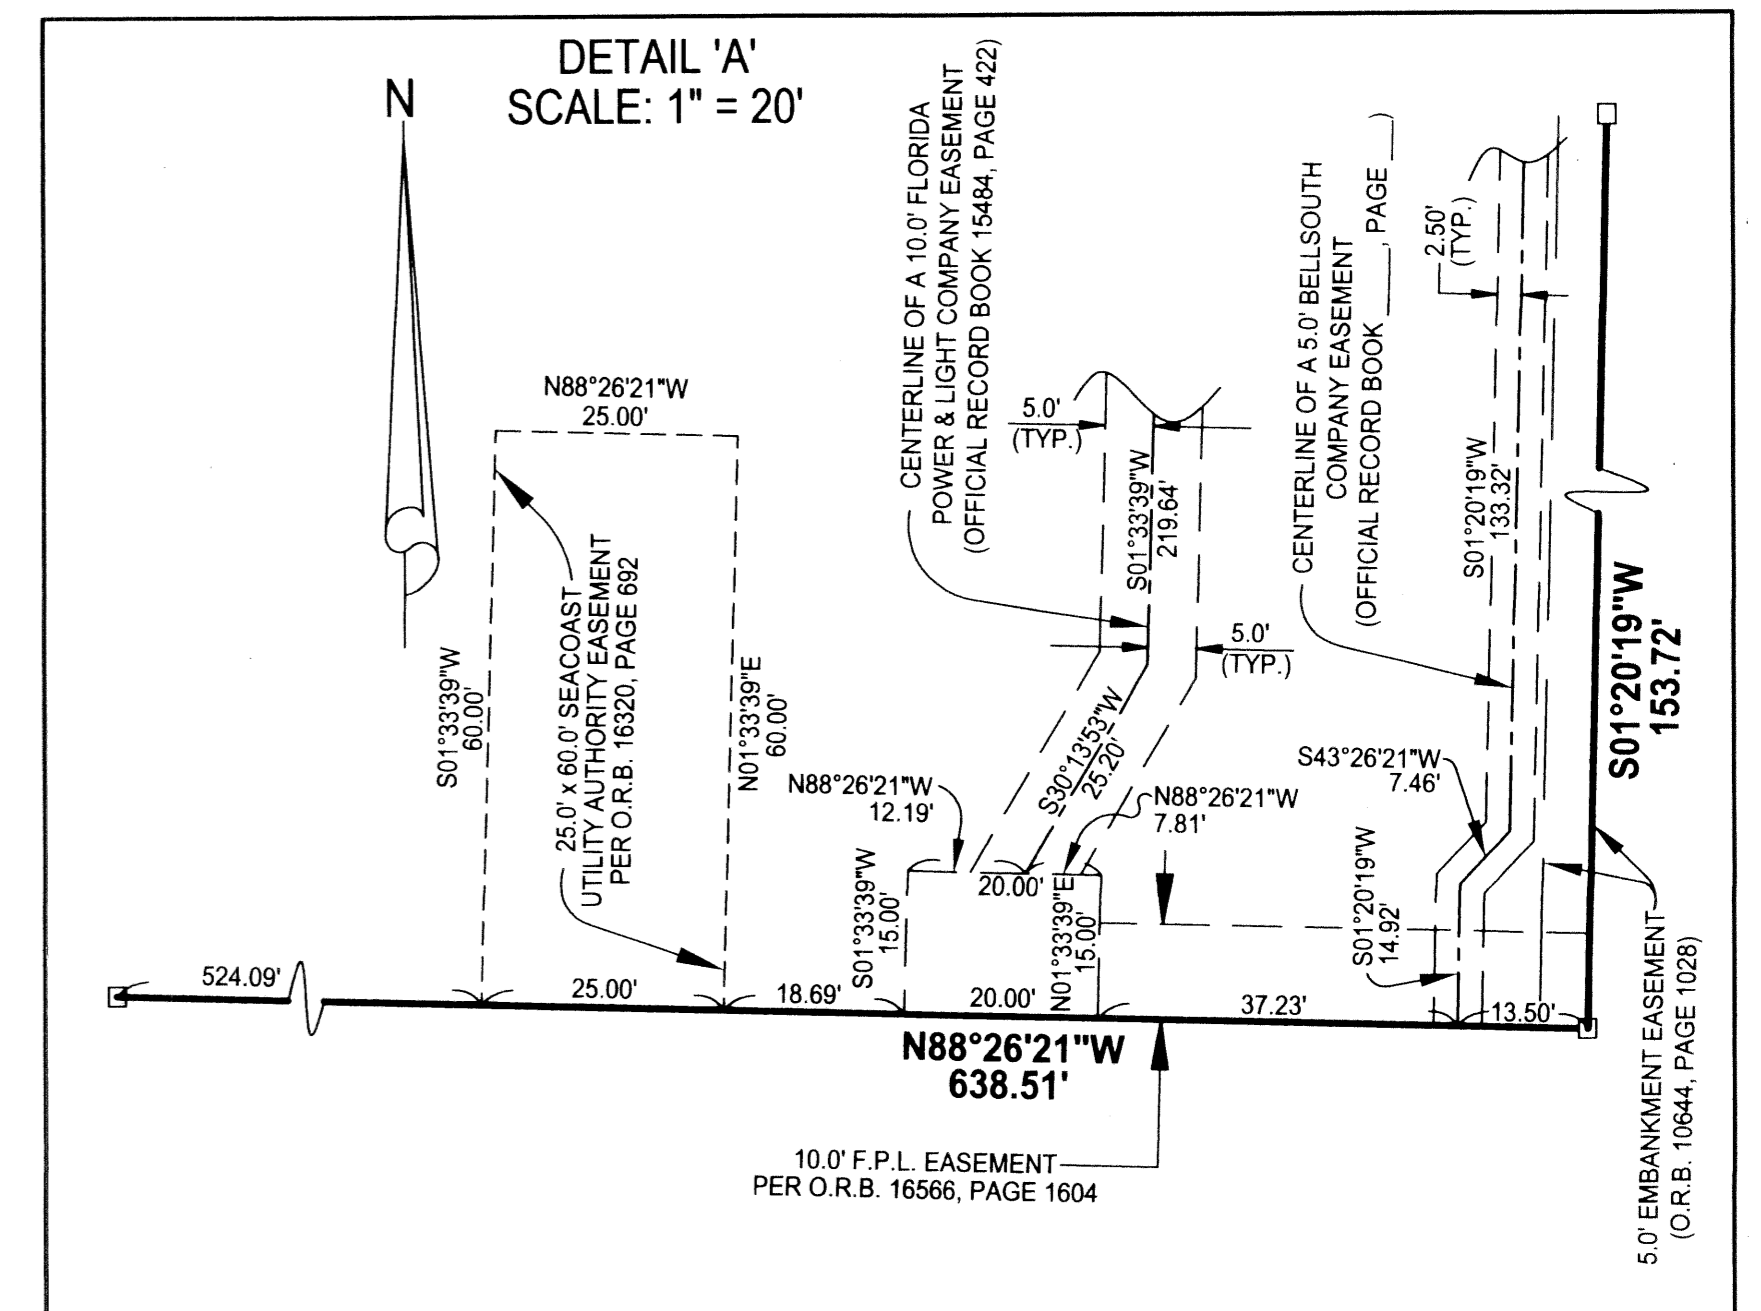 DETAIL 'A'
SCALE: 1" = 20'
N
CENTERLINE OF A 10.0' FLORIDA
POWER & LIGHT COMPANY EASEMENT
(OFFICIAL RECORD BOOK 15484, PAGE 422)
CENTERLINE OF A 5.0' BELLSOUTH
COMPANY EASEMENT
(OFFICIAL RECORD BOOK ____, PAGE ___)
2.50'
(TYP.)
N88°26'21"W
25.00'
5.0'
(TYP.)
S01°33'39"W
219.64'
S01°20'19"W
133.32'
25.0' x 60.0' SEACOAST
UTILITY AUTHORITY EASEMENT
PER O.R.B. 16320, PAGE 692
S01°33'39"W
60.00'
N01°33'39"E
60.00'
5.0'
(TYP.)
S01°20'19"W
153.72'
S30°13'53"W
25.20'
N88°26'21"W
12.19'
N88°26'21"W
7.81'
S43°26'21"W
7.46'
S01°33'39"W
15.00'
20.00'
N01°33'39"E
15.00'
S01°20'19"W
14.92'
524.09'
25.00'
18.69'
20.00'
37.23'
13.50'
N88°26'21"W
638.51'
5.0' EMBANKMENT EASEMENT
(O.R.B. 10644, PAGE 1028)
10.0' F.P.L. EASEMENT
PER O.R.B. 16566, PAGE 1604